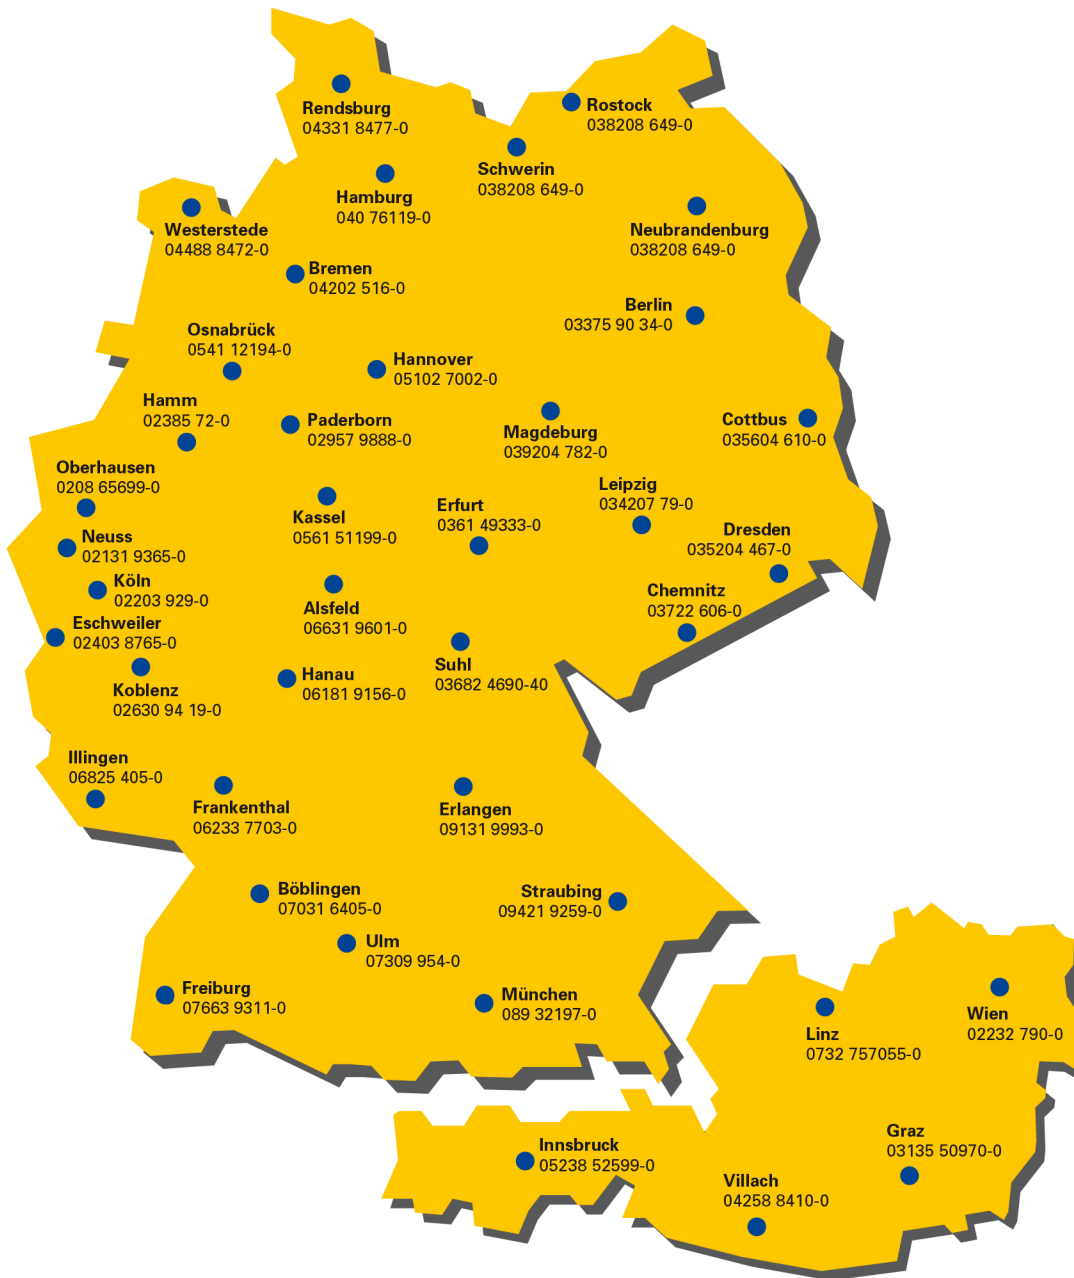 Rendsburg
04331 8477-0
Rostock
038208 649-0
Schwerin
038208 649-0
Hamburg
040 76119-0
Westerstede
04488 8472-0
Neubrandenburg
038208 649-0
Bremen
04202 516-0
Berlin
03375 90 34-0
Osnabrück
0541 12194-0
Hannover
05102 7002-0
Hamm
02385 72-0
Paderborn
02957 9888-0
Magdeburg
039204 782-0
Cottbus
035604 610-0
Oberhausen
0208 65699-0
Leipzig
034207 79-0
Kassel
0561 51199-0
Erfurt
0361 49333-0
Neuss
02131 9365-0
Dresden
035204 467-0
Köln
02203 929-0
Alsfeld
06631 9601-0
Chemnitz
03722 606-0
Eschweiler
02403 8765-0
Suhl
03682 4690-40
Koblenz
02630 94 19-0
Hanau
06181 9156-0
Illingen
06825 405-0
Frankenthal
06233 7703-0
Erlangen
09131 9993-0
Böblingen
07031 6405-0
Straubing
09421 9259-0
Ulm
07309 954-0
Freiburg
07663 9311-0
München
089 32197-0
Linz
0732 757055-0
Wien
02232 790-0
Innsbruck
05238 52599-0
Graz
03135 50970-0
Villach
04258 8410-0